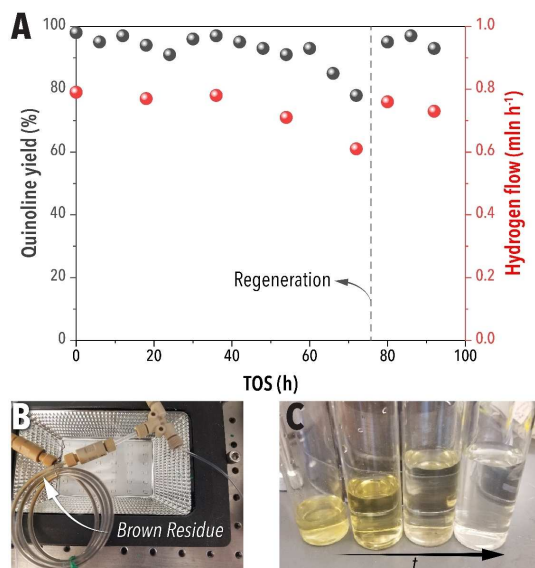 A
100
80
60
40
20
0
Quinoline yield (%)
1.0
0.8
0.6
0.4
0.2
0.0
Hydrogen flow (mln h⁻¹)
Regeneration
0
20
40
60
80
100
TOS (h)
B
Brown Residue
C
t